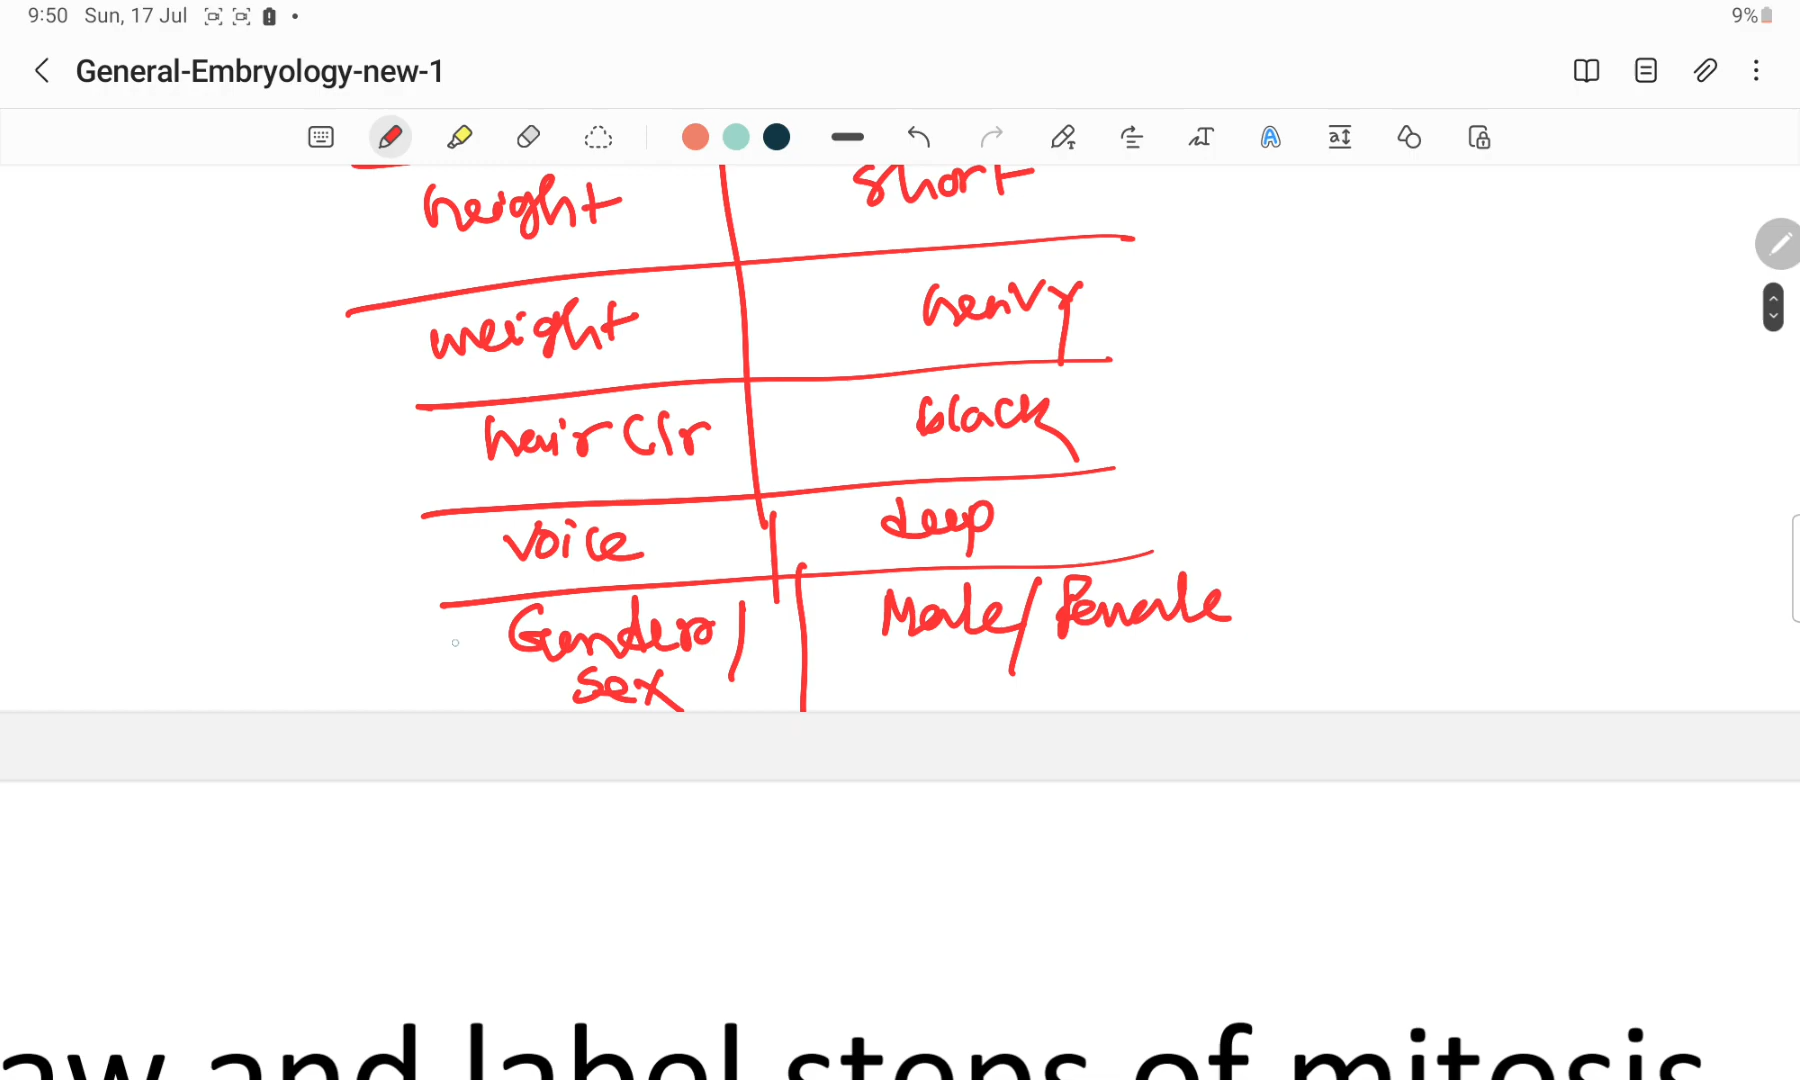 9:50 Sun, 17 Jul
9%
General-Embryology-new-1
height short
weight heavy
hair clr black
voice deep
Gender/ Male/Female
sex
aw and label steps of mitosis